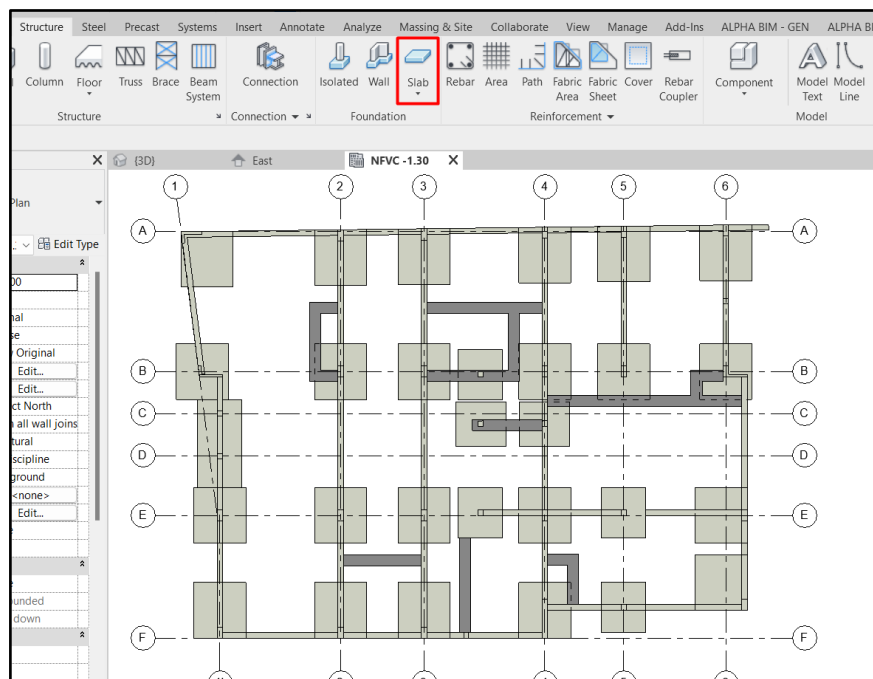 Structure Steel Precast Systems Insert Annotate Analyze Massing & Site Collaborate View Manage Add-Ins ALPHA BIM - GEN ALPHA BI
Column Floor Truss Brace Beam System Connection Isolated Wall Slab Rebar Area Path Fabric Area Fabric Sheet Cover Rebar Coupler Component Model Text Model Line
Structure Connection Foundation Reinforcement Model
{3D} East NFVC -1.30
1 2 3 4 5 6
Plan
A A
Edit Type
00
nal
se
Original
B Edit... B
Edit...
ct North
C C
n all wall joins
tural
D D
scipline
ground
<none>
E Edit... E
ounded
down
F F